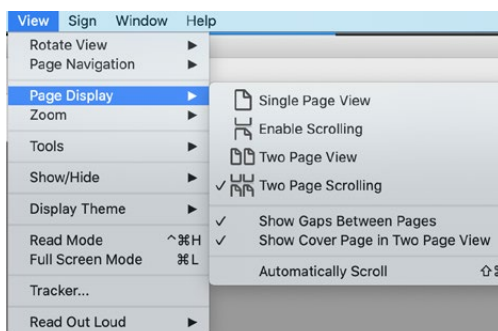 View Sign Window Help
Rotate View
Page Navigation
Page Display
Zoom
Tools
Show/Hide
Display Theme
Read Mode ^⌘H
Full Screen Mode ⌘L
Tracker...
Read Out Loud
Single Page View
Enable Scrolling
Two Page View
✓ Two Page Scrolling
✓ Show Gaps Between Pages
✓ Show Cover Page in Two Page View
Automatically Scroll ⇧⌘